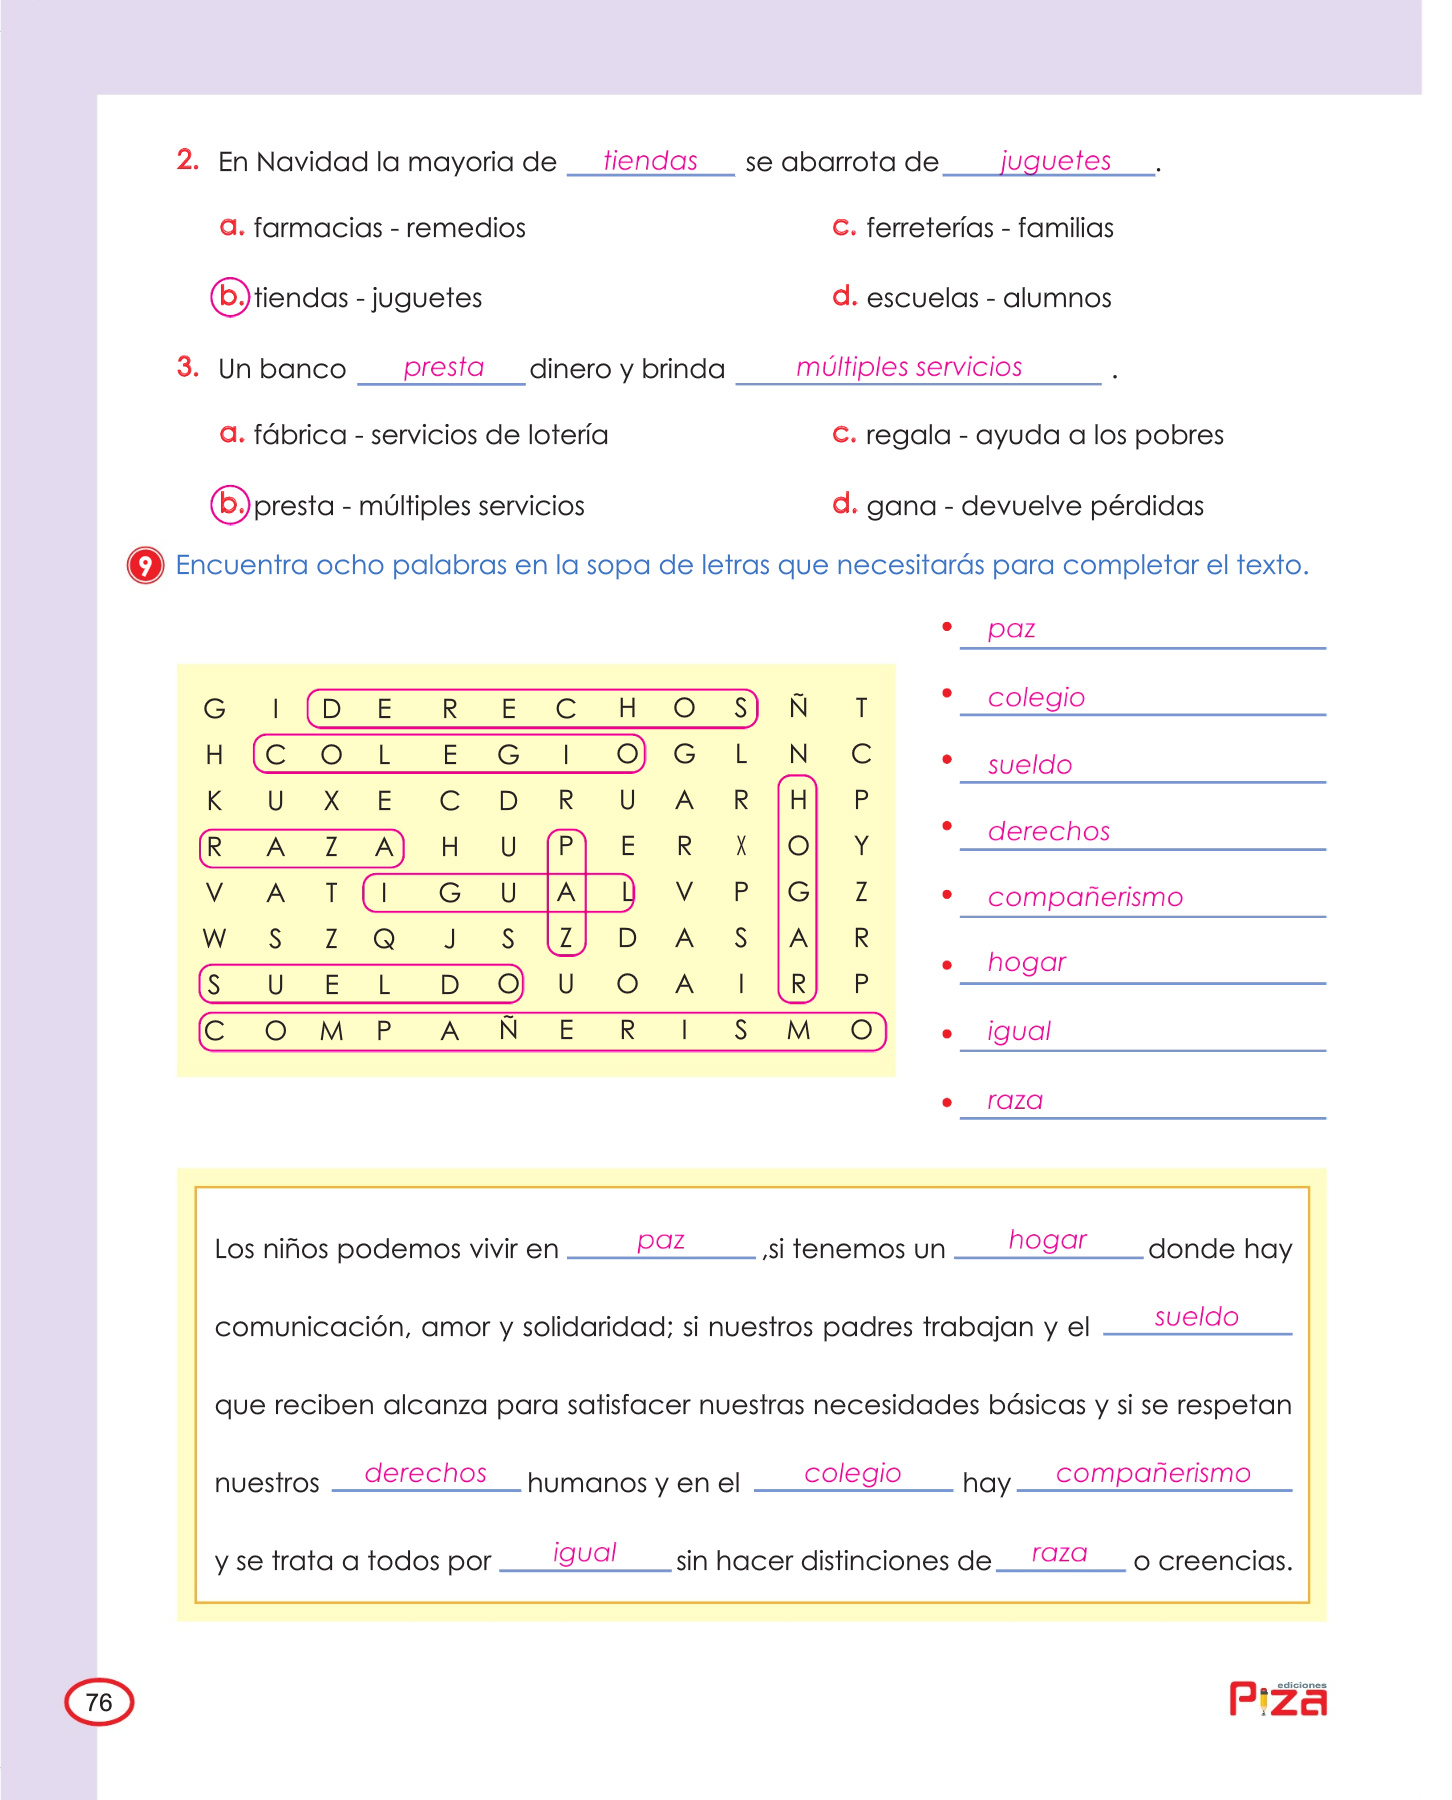 2. En Navidad la mayoria de tiendas se abarrota de juguetes.
a. farmacias - remedios
c. ferreterías - familias
b. tiendas - juguetes
d. escuelas - alumnos
3. Un banco presta dinero y brinda múltiples servicios .
a. fábrica - servicios de lotería
c. regala - ayuda a los pobres
b. presta - múltiples servicios
d. gana - devuelve pérdidas
9 Encuentra ocho palabras en la sopa de letras que necesitarás para completar el texto.
G I D E R E C H O S Ñ T
H C O L E G I O G L N C
K U X E C D R U A R H P
R A Z A H U P E R X O Y
V A T I G U A L V P G Z
W S Z Q J S Z D A S A R
S U E L D O U O A I R P
C O M P A Ñ E R I S M O
• paz
• colegio
• sueldo
• derechos
• compañerismo
• hogar
• igual
• raza
Los niños podemos vivir en paz ,si tenemos un hogar donde hay
comunicación, amor y solidaridad; si nuestros padres trabajan y el sueldo
que reciben alcanza para satisfacer nuestras necesidades básicas y si se respetan
nuestros derechos humanos y en el colegio hay compañerismo
y se trata a todos por igual sin hacer distinciones de raza o creencias.
76
ediciones
Piza